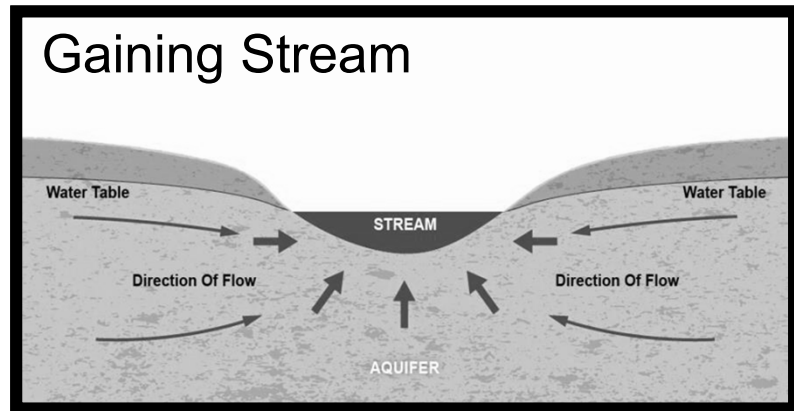 Gaining Stream
Water Table
Water Table
STREAM
Direction Of Flow
Direction Of Flow
AQUIFER